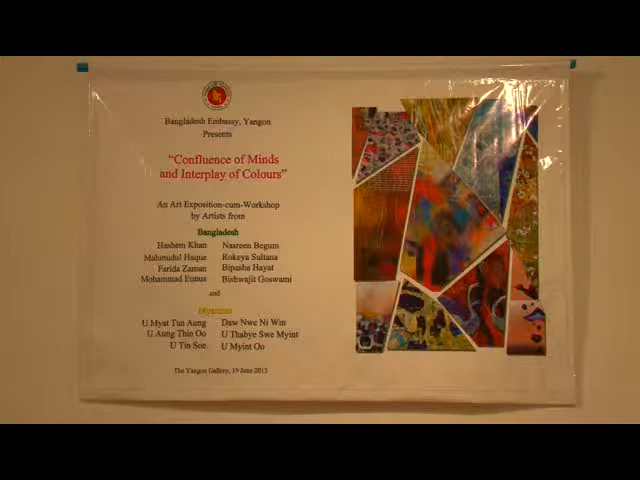 Bangladesh Embassy, Yangon
Presents
“Confluence of Minds
and Interplay of Colours”
An Art Exposition-cum-Workshop
by Artists from
Bangladesh
Hashem Khan Nasreen Begum
Mahmudul Haque Rokeya Sultana
Farida Zaman Bipasha Hayat
Mohammad Eunus Bishwajit Goswami
and
Myanmar
U Myat Tun Aung Daw Nwe Ni Win
U Aung Thin Oo U Thabye Swe Myint
U Tin Soe U Myint Oo
The Yangon Gallery, 19 June 2015